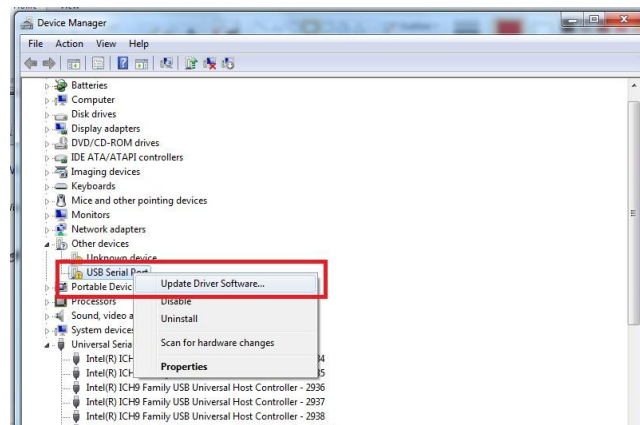 Home View
Device Manager
File Action View Help
Batteries
Computer
Disk drives
Display adapters
DVD/CD-ROM drives
IDE ATA/ATAPI controllers
Imaging devices
Keyboards
Mice and other pointing devices
Monitors
Network adapters
Other devices
Unknown device
USB Serial Port
Update Driver Software...
Portable Devic
Processors
Disable
Sound, video a
Uninstall
System devices
Universal Seria
Scan for hardware changes
Intel(R) ICH 34
Properties
Intel(R) ICH 35
Intel(R) ICH9 Family USB Universal Host Controller - 2936
Intel(R) ICH9 Family USB Universal Host Controller - 2937
Intel(R) ICH9 Family USB Universal Host Controller - 2938